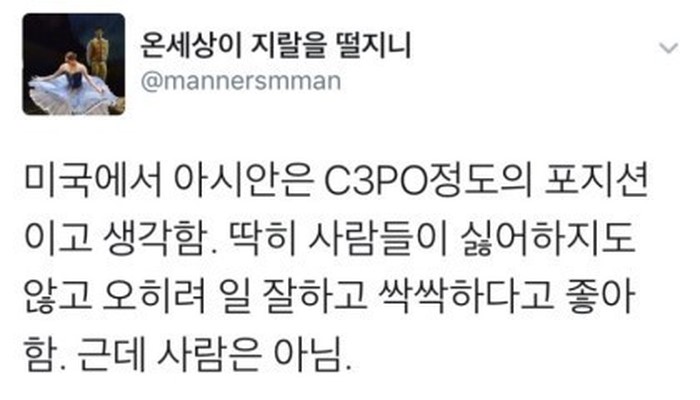 온세상이 지랄을 떨지니
@mannersmman
미국에서 아시안은 C3PO정도의 포지션
이고 생각함. 딱히 사람들이 싫어하지도
않고 오히려 일 잘하고 싹싹하다고 좋아
함. 근데 사람은 아님.